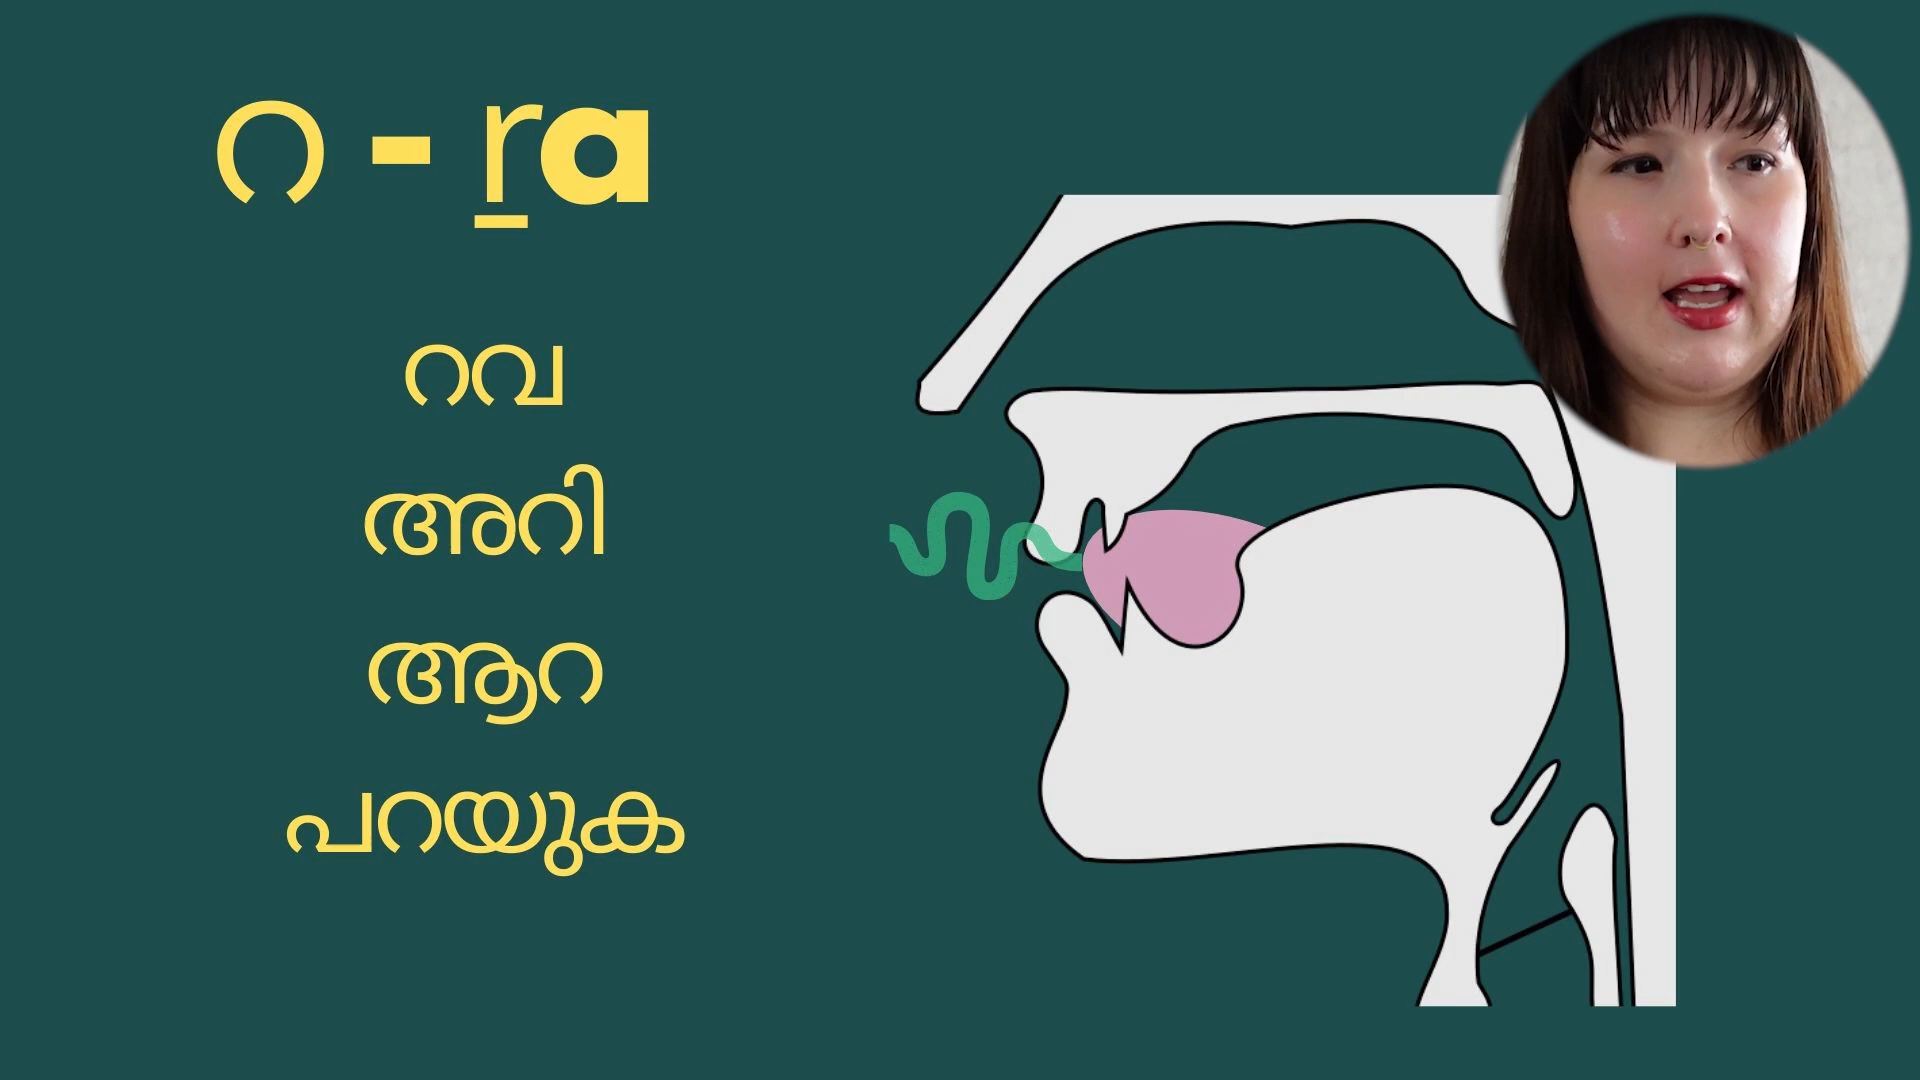 റ - ṟa
റവ
അറി
ആറ
പറയുക